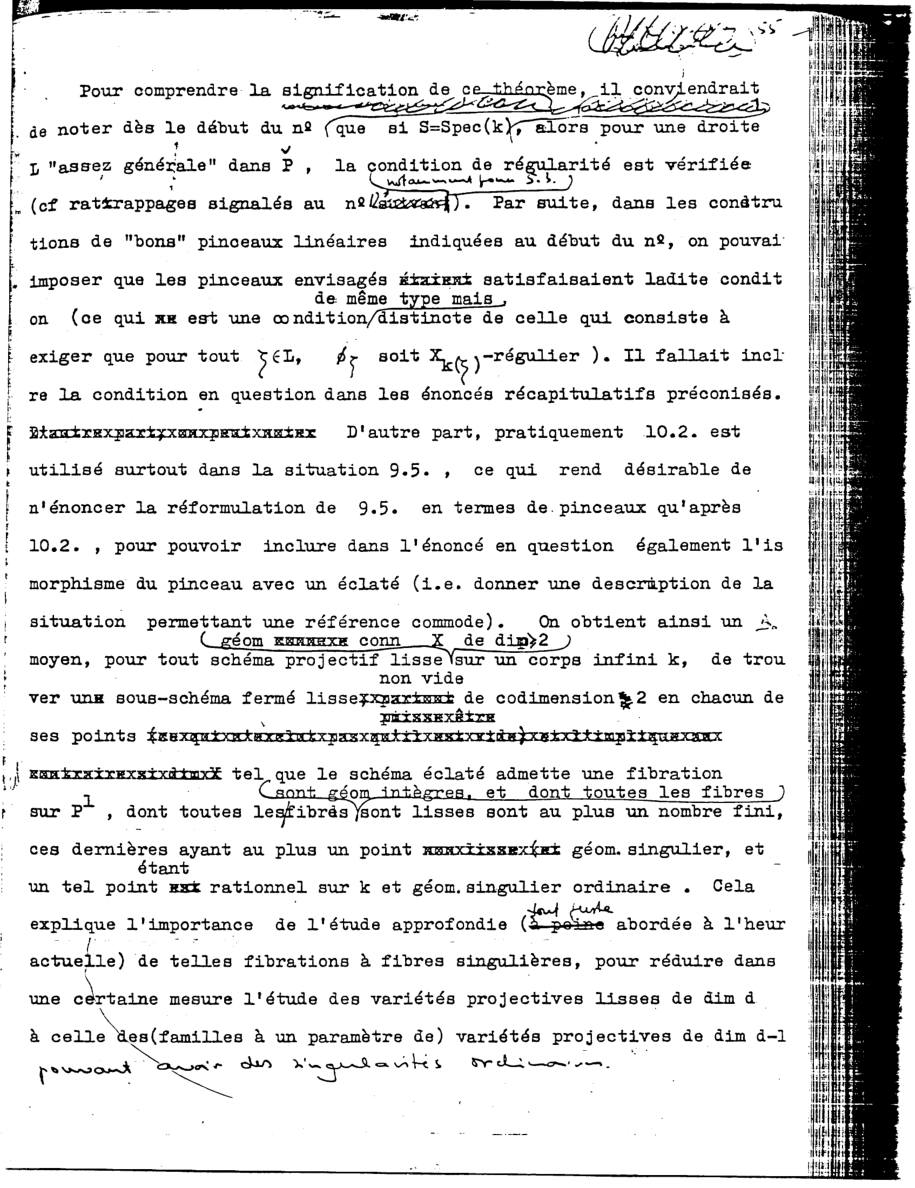 55
Pour comprendre la signification de ce théorème, il conviendrait
de noter dès le début du nº (que si S=Spec(k), alors pour une droite
L "assez générale" dans P̌ , la condition de régularité est vérifiée
(notamment pour S.S.)
(cf rattrappages signalés au nº ). Par suite, dans les constru
tions de "bons" pinceaux linéaires indiquées au début du nº, on pouvai
imposer que les pinceaux envisagés satisfaisaient ladite condit
de même type mais
on (ce qui est une condition/distincte de celle qui consiste à
exiger que pour tout ζ∈L, ϕζ soit Xk(ζ)-régulier ). Il fallait incl
re la condition en question dans les énoncés récapitulatifs préconisés.
D'autre part, pratiquement 10.2. est
utilisé surtout dans la situation 9.5. , ce qui rend désirable de
n'énoncer la réformulation de 9.5. en termes de pinceaux qu'après
10.2. , pour pouvoir inclure dans l'énoncé en question également l'is
morphisme du pinceau avec un éclaté (i.e. donner une description de la
situation permettant une référence commode). On obtient ainsi un
(géom conn X de dim≥2 )
moyen, pour tout schéma projectif lisse sur un corps infini k, de trou
non vide
ver un sous-schéma fermé lisse de codimension 2 en chacun de
ses points
tel que le schéma éclaté admette une fibration
(sont géom intègres, et dont toutes les fibres )
sur P1 , dont toutes les fibres sont lisses sont au plus un nombre fini,
ces dernières ayant au plus un point géom. singulier, et
étant
un tel point rationnel sur k et géom.singulier ordinaire . Cela
tout juste
explique l'importance de l'étude approfondie (à peine abordée à l'heur
actuelle) de telles fibrations à fibres singulières, pour réduire dans
une certaine mesure l'étude des variétés projectives lisses de dim d
à celle des(familles à un paramètre de) variétés projectives de dim d-1
pouvant avoir des singularités ordinaires.